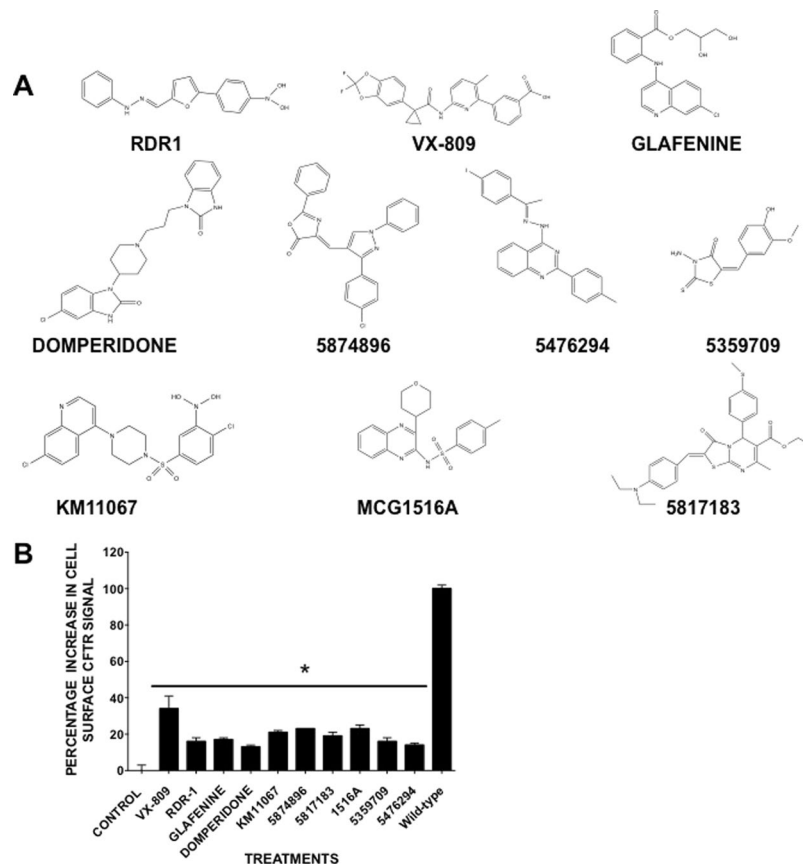 A
RDR1
VX-809
GLAFENINE
DOMPERIDONE
5874896
5476294
5359709
KM11067
MCG1516A
5817183
B
PERCENTAGE INCREASE IN CELL
SURFACE CFTR SIGNAL
120
100
80
60
40
20
0
*
CONTROL
VX-809
RDR-1
GLAFENINE
DOMPERIDONE
KM11067
5874896
5817183
1516A
5359709
5476294
Wild-type
TREATMENTS